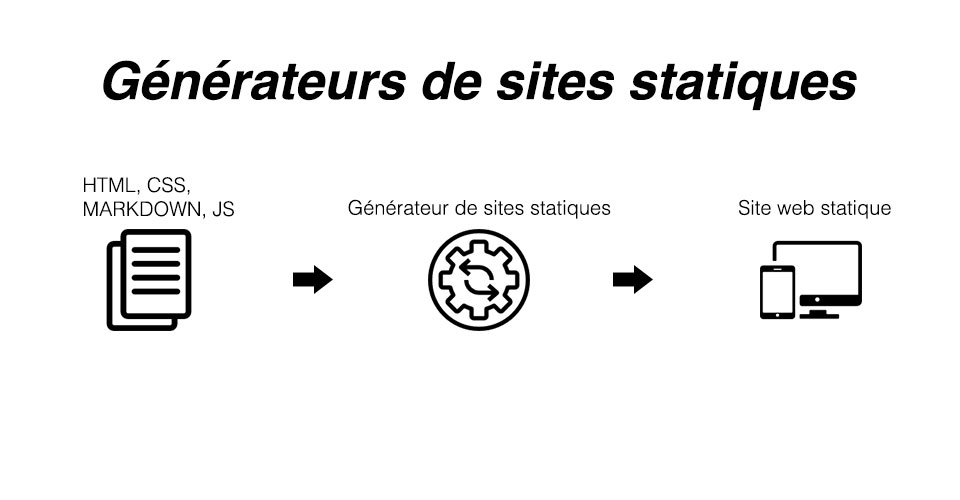 Générateurs de sites statiques
HTML, CSS,
MARKDOWN, JS
Générateur de sites statiques
Site web statique